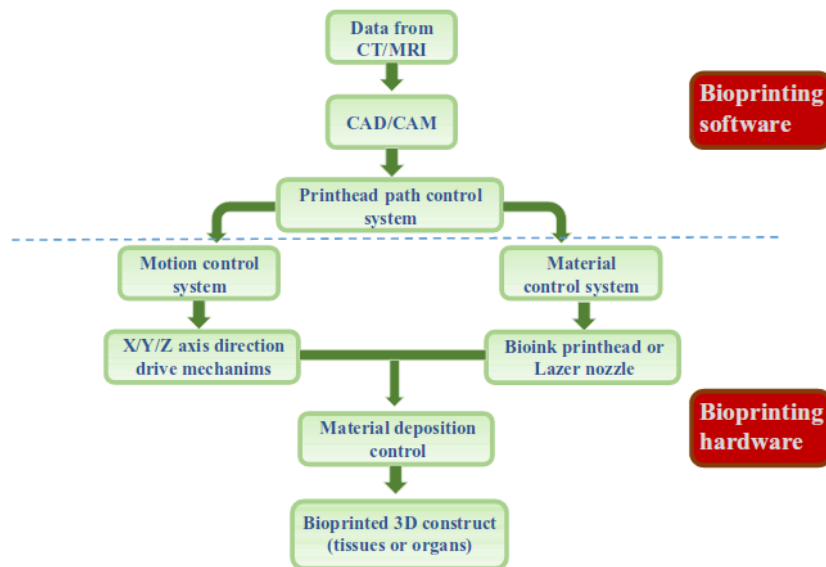 Data from
CT/MRI
Bioprinting
software
CAD/CAM
Printhead path control
system
Motion control
system
Material
control system
X/Y/Z axis direction
drive mechanims
Bioink printhead or
Lazer nozzle
Bioprinting
hardware
Material deposition
control
Bioprinted 3D construct
(tissues or organs)